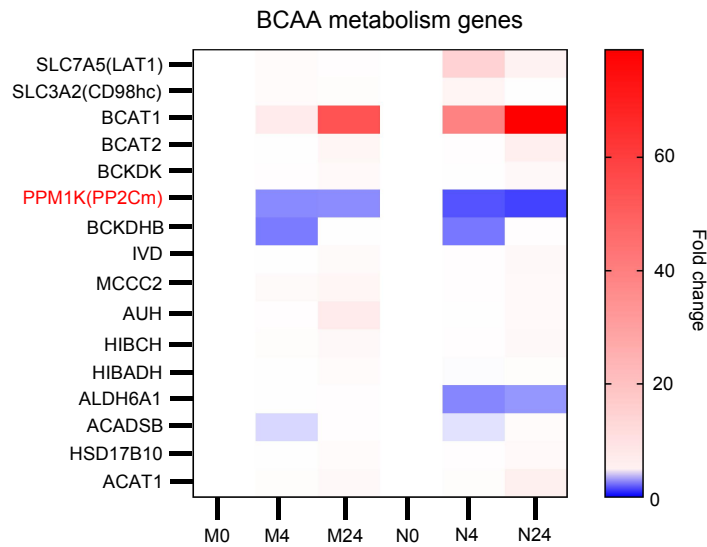 BCAA metabolism genes
SLC7A5(LAT1)
SLC3A2(CD98hc)
BCAT1
BCAT2
BCKDK
PPM1K(PP2Cm)
BCKDHB
IVD
MCCC2
AUH
HIBCH
HIBADH
ALDH6A1
ACADSB
HSD17B10
ACAT1
M0 M4 M24 N0 N4 N24
60
40
20
0
Fold change